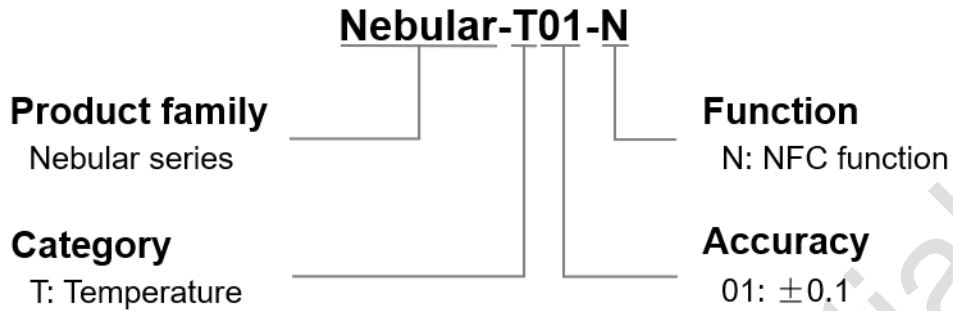 Nebular-T01-N
Product family
Nebular series
Function
N: NFC function
Category
T: Temperature
Accuracy
01: ±0.1